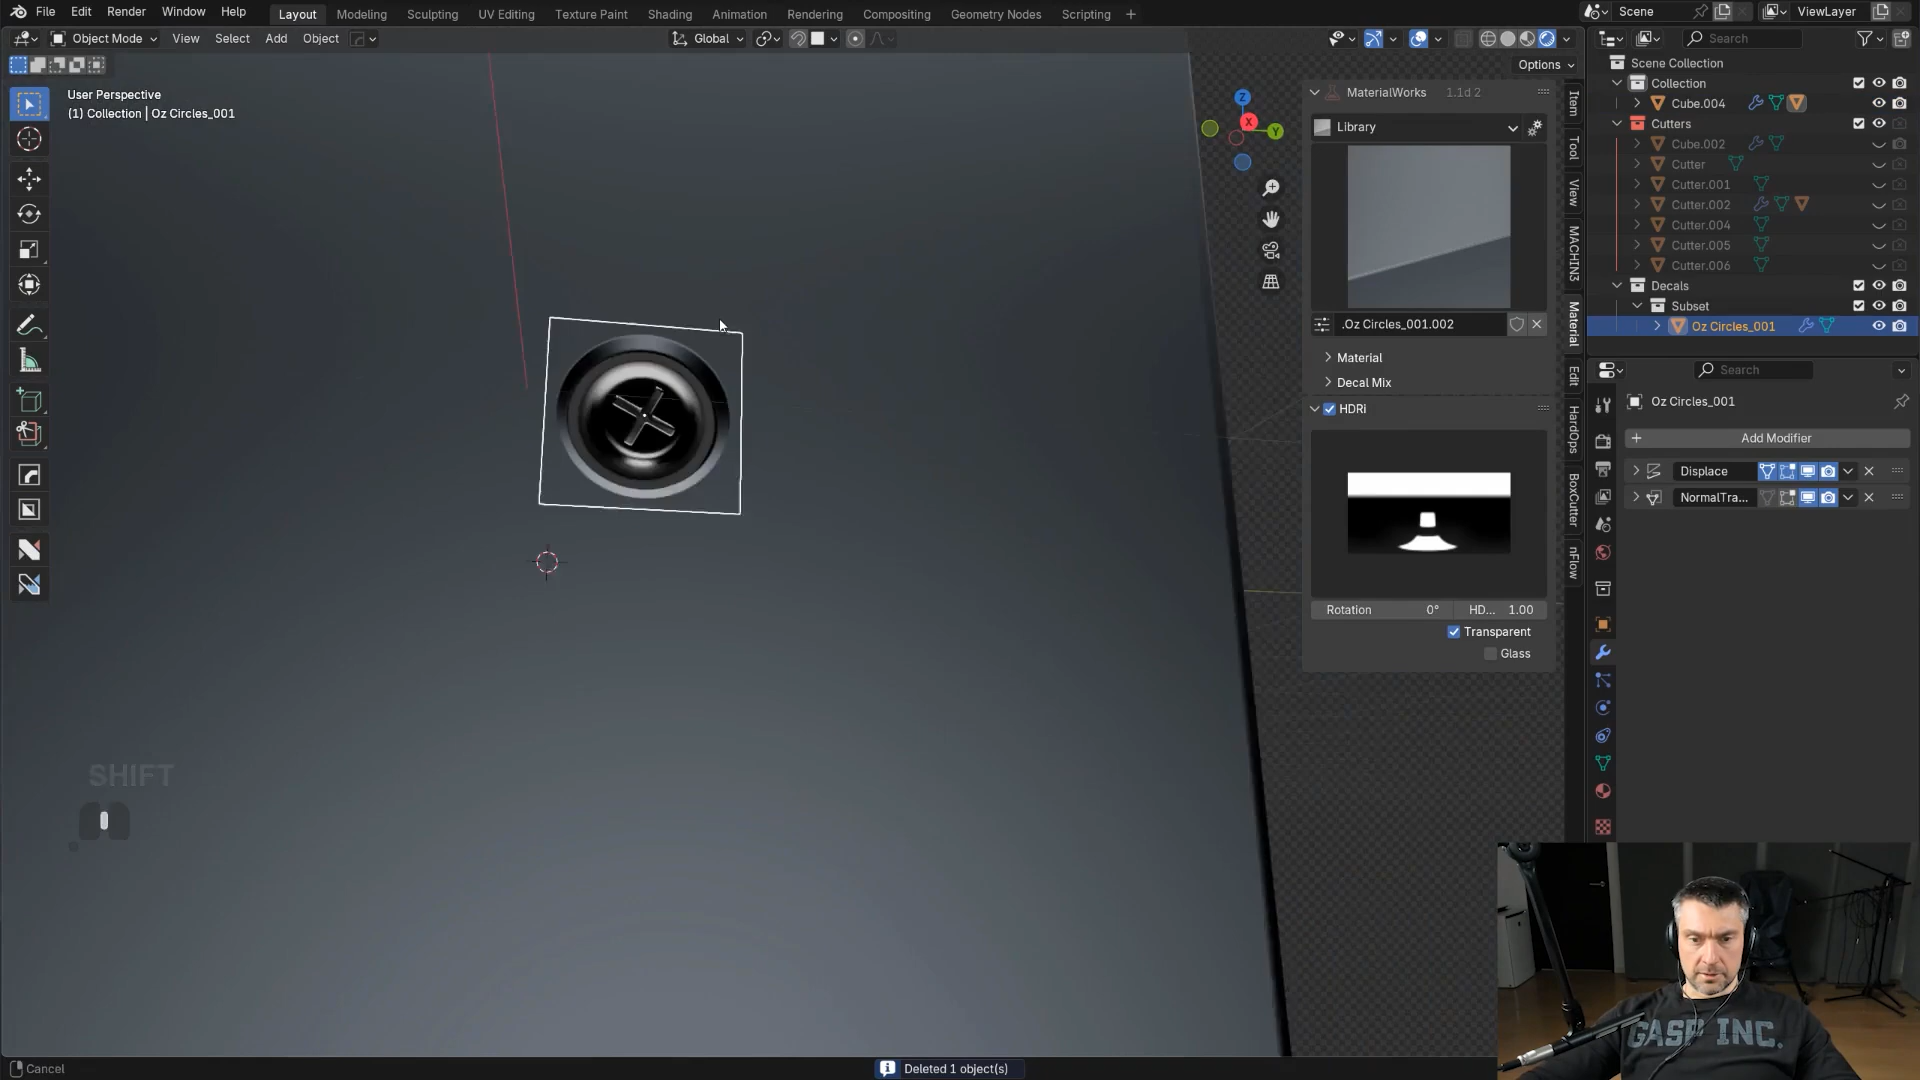 File Edit Render Window Help Layout Modeling Sculpting UV Editing Texture Paint Shading Animation Rendering Compositing Geometry Nodes Scripting + Scene ViewLayer
Object Mode View Select Add Object Global Search
Options
User Perspective
(1) Collection | Oz Circles_001
Scene Collection
Collection
Cube.004
Cutters
Cube.002
Cutter
Cutter.001
Cutter.002
Cutter.004
Cutter.005
Cutter.006
Decals
Subset
Oz Circles_001
MaterialWorks 1.1d 2
Library
.Oz Circles_001.002
Material
Decal Mix
HDRi
Rotation 0° HD... 1.00
Transparent
Glass
Item
Tool
View
MACHIN3
Material
Edit
HardOps
BoxCutter
nFlow
Search
Oz Circles_001
Add Modifier
Displace
NormalTra...
X
Y
Z
SHIFT
GASP INC.
Cancel
Deleted 1 object(s)